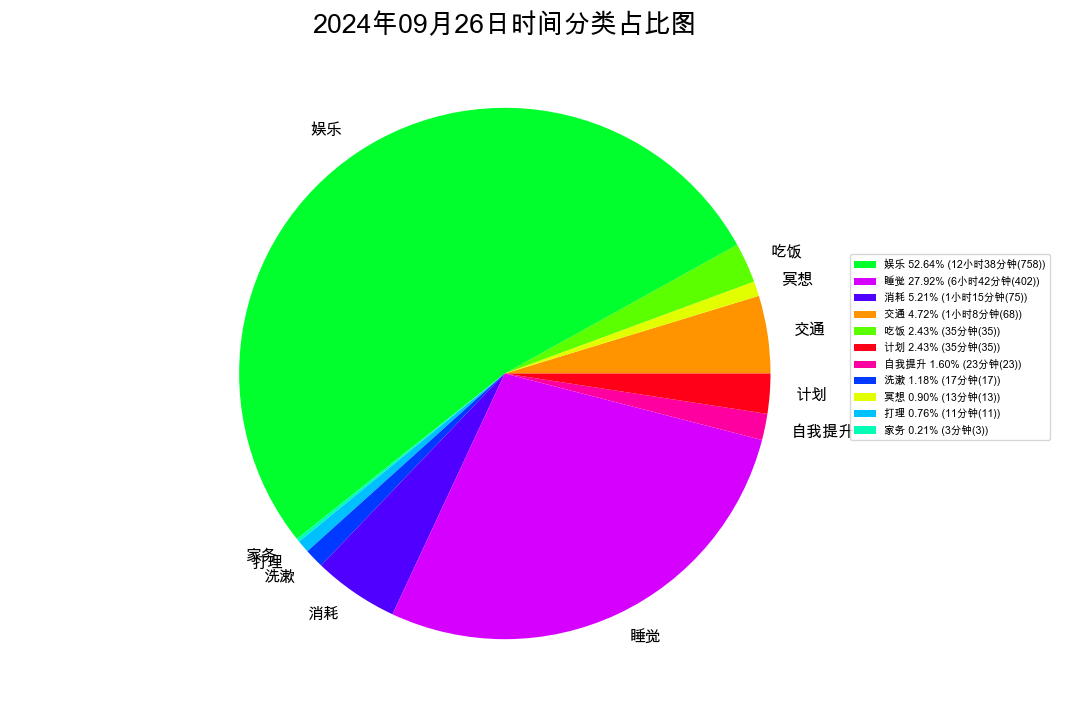 2024年09月26日时间分类占比图
娱乐
吃饭
冥想
交通
计划
自我提升
睡觉
消耗
洗漱
打理
家务
娱乐 52.64% (12小时38分钟(758))
睡觉 27.92% (6小时42分钟(402))
消耗 5.21% (1小时15分钟(75))
交通 4.72% (1小时8分钟(68))
吃饭 2.43% (35分钟(35))
计划 2.43% (35分钟(35))
自我提升 1.60% (23分钟(23))
洗漱 1.18% (17分钟(17))
冥想 0.90% (13分钟(13))
打理 0.76% (11分钟(11))
家务 0.21% (3分钟(3))